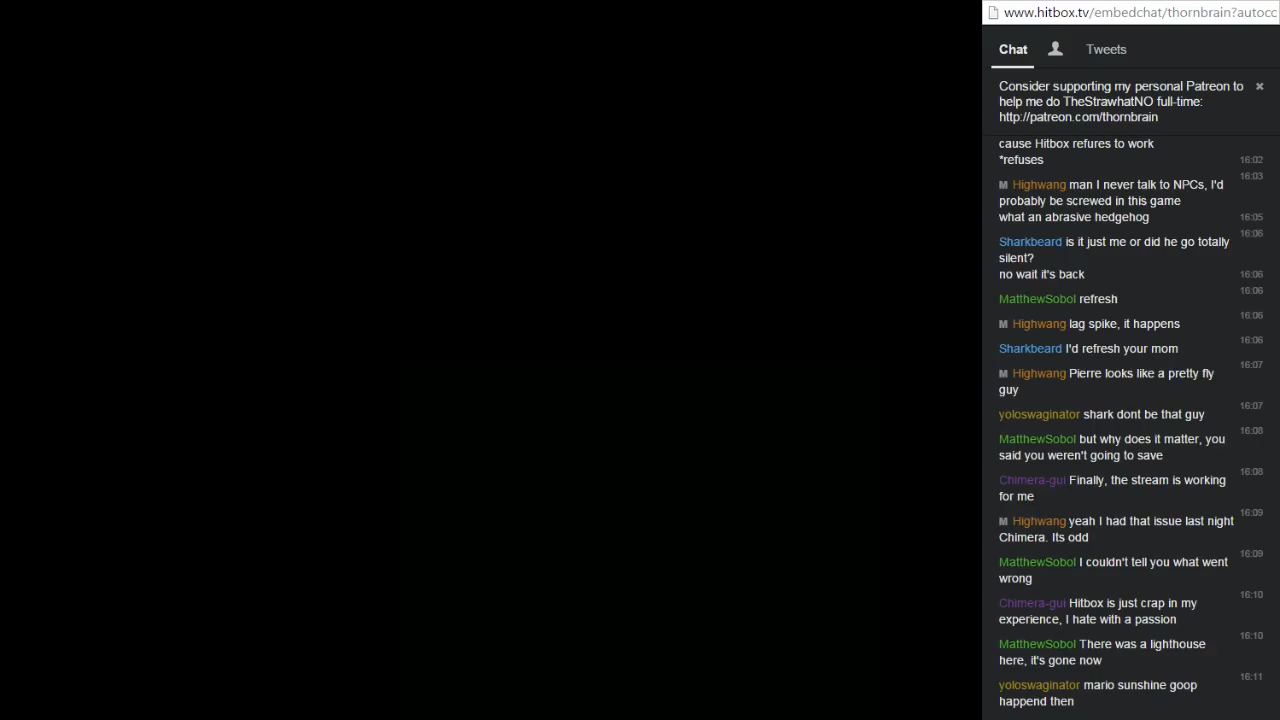 www.hitbox.tv/embedchat/thornbrain?autocc
Chat Tweets
Consider supporting my personal Patreon to
help me do TheStrawhatNO full-time:
http://patreon.com/thornbrain
cause Hitbox refures to work
*refuses 16:02
M Highwang man I never talk to NPCs, I'd 16:03
probably be screwed in this game
what an abrasive hedgehog 16:05
Sharkbeard is it just me or did he go totally 16:06
silent?
no wait it's back 16:06
MatthewSobol refresh 16:06
M Highwang lag spike, it happens 16:06
Sharkbeard I'd refresh your mom 16:06
M Highwang Pierre looks like a pretty fly 16:07
guy
yoloswaginator shark dont be that guy 16:07
MatthewSobol but why does it matter, you 16:08
said you weren't going to save
Chimera-gui Finally, the stream is working 16:08
for me
M Highwang yeah I had that issue last night 16:09
Chimera. Its odd
MatthewSobol I couldn't tell you what went 16:09
wrong
Chimera-gui Hitbox is just crap in my 16:10
experience, I hate with a passion
MatthewSobol There was a lighthouse 16:10
here, it's gone now
yoloswaginator mario sunshine goop 16:11
happend then